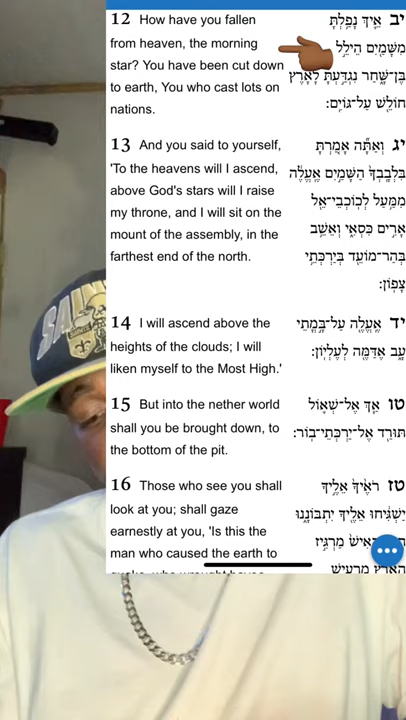 SAINTS
12 How have you fallen
from heaven, the morning
star? You have been cut down
to earth, You who cast lots on
nations.
יב אֵ֛יךְ נָפַ֥לְתָּ
מִשָּׁמַ֖יִם הֵילֵ֣ל
בֶּן־שָׁ֑חַר נִגְדַּ֣עְתָּ לָאָ֔רֶץ
חוֹלֵ֖שׁ עַל־גּוֹיִֽם:
13 And you said to yourself,
'To the heavens will I ascend,
above God's stars will I raise
my throne, and I will sit on the
mount of the assembly, in the
farthest end of the north.
יג וְאַתָּ֞ה אָמַ֤רְתָּ
בִלְבָֽבְךָ֙ הַשָּׁמַ֣יִם אֶֽעֱלֶ֔ה
מִמַּ֥עַל לְכֽוֹכְבֵי־אֵ֖ל
אָרִ֣ים כִּסְאִ֑י וְאֵשֵׁ֥ב
בְּהַר־מוֹעֵ֖ד בְּיַרְכְּתֵ֥י
צָפֽוֹן:
14 I will ascend above the
heights of the clouds; I will
liken myself to the Most High.'
יד אֶֽעֱלֶ֖ה עַל־בָּ֣מֳתֵי
עָ֑ב אֶדַּמֶּ֖ה לְעֶלְיֽוֹן:
15 But into the nether world
shall you be brought down, to
the bottom of the pit.
טו אַ֧ךְ אֶל־שְׁא֛וֹל
תּוּרָ֖ד אֶל־יַרְכְּתֵי־בֽוֹר:
16 Those who see you shall
look at you; shall gaze
earnestly at you, 'Is this the
man who caused the earth to
טז רֹאֶ֙יךָ֙ אֵלֶ֣יךָ
יַשְׁגִּ֔יחוּ אֵלֶ֖יךָ יִתְבּוֹנָ֑נוּ
הָאִישׁ֙ מַרְגִּ֣יז
הָאָ֔רֶץ מַרְעִ֖ישׁ